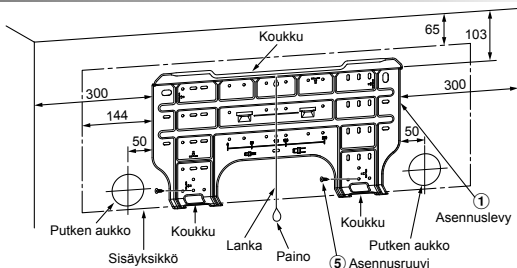 65
103
Koukku
300
300
144
50
50
① Asennuslevy
Putken aukko
Koukku
Lanka
Koukku
Putken aukko
Sisäyksikkö
Paino
⑤ Asennusruuvi